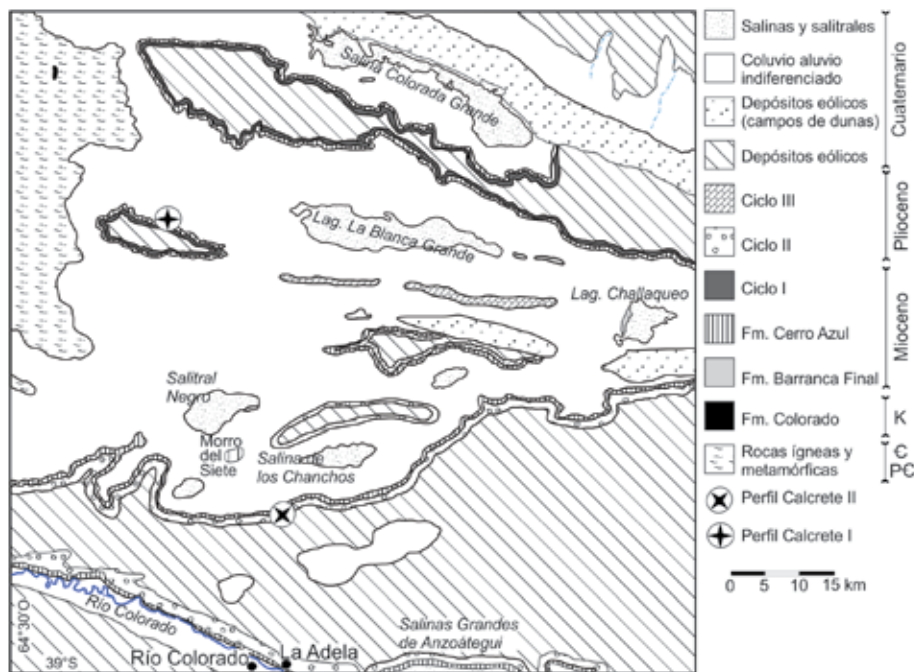 Salina Colorada Grande
Lag. La Blanca Grande
Lag. Challaqueo
Salitral
Negro
Morro
del
Siete
Salina de
los Chanchos
Río Colorado
Salinas Grandes
de Anzoátegui
La Adela
Río Colorado
64°30'O
39°S
Salinas y salitrales
Coluvio aluvio
indiferenciado
Depósitos eólicos
(campos de dunas)
Depósitos eólicos
Ciclo III
Ciclo II
Ciclo I
Fm. Cerro Azul
Fm. Barranca Final
Fm. Colorado
Rocas ígneas y
metamórficas
Perfil Calcrete II
Perfil Calcrete I
0 5 10 15 km
Cuaternario
Plioceno
Mioceno
K
C
PC